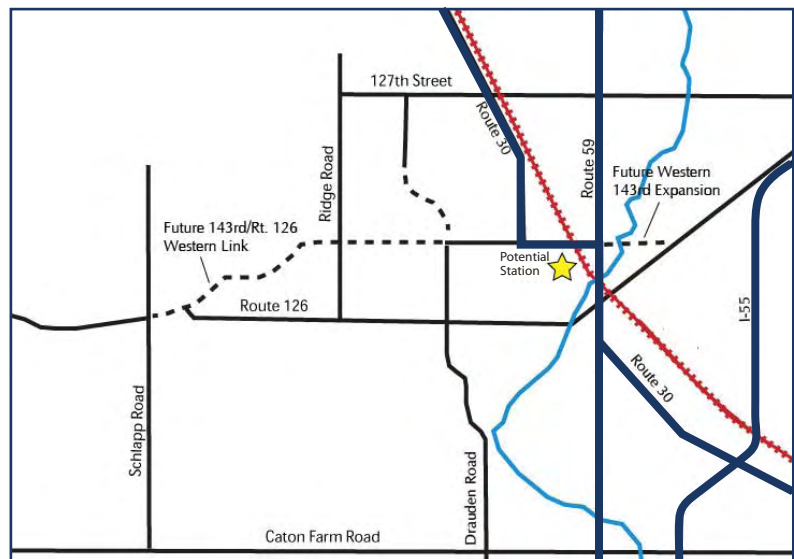 127th Street
Route 30
Route 59
Ridge Road
Future Western
143rd Expansion
Future 143rd/Rt. 126
Western Link
Potential
Station
Route 126
I-55
Route 30
Schlapp Road
Drauden Road
Caton Farm Road